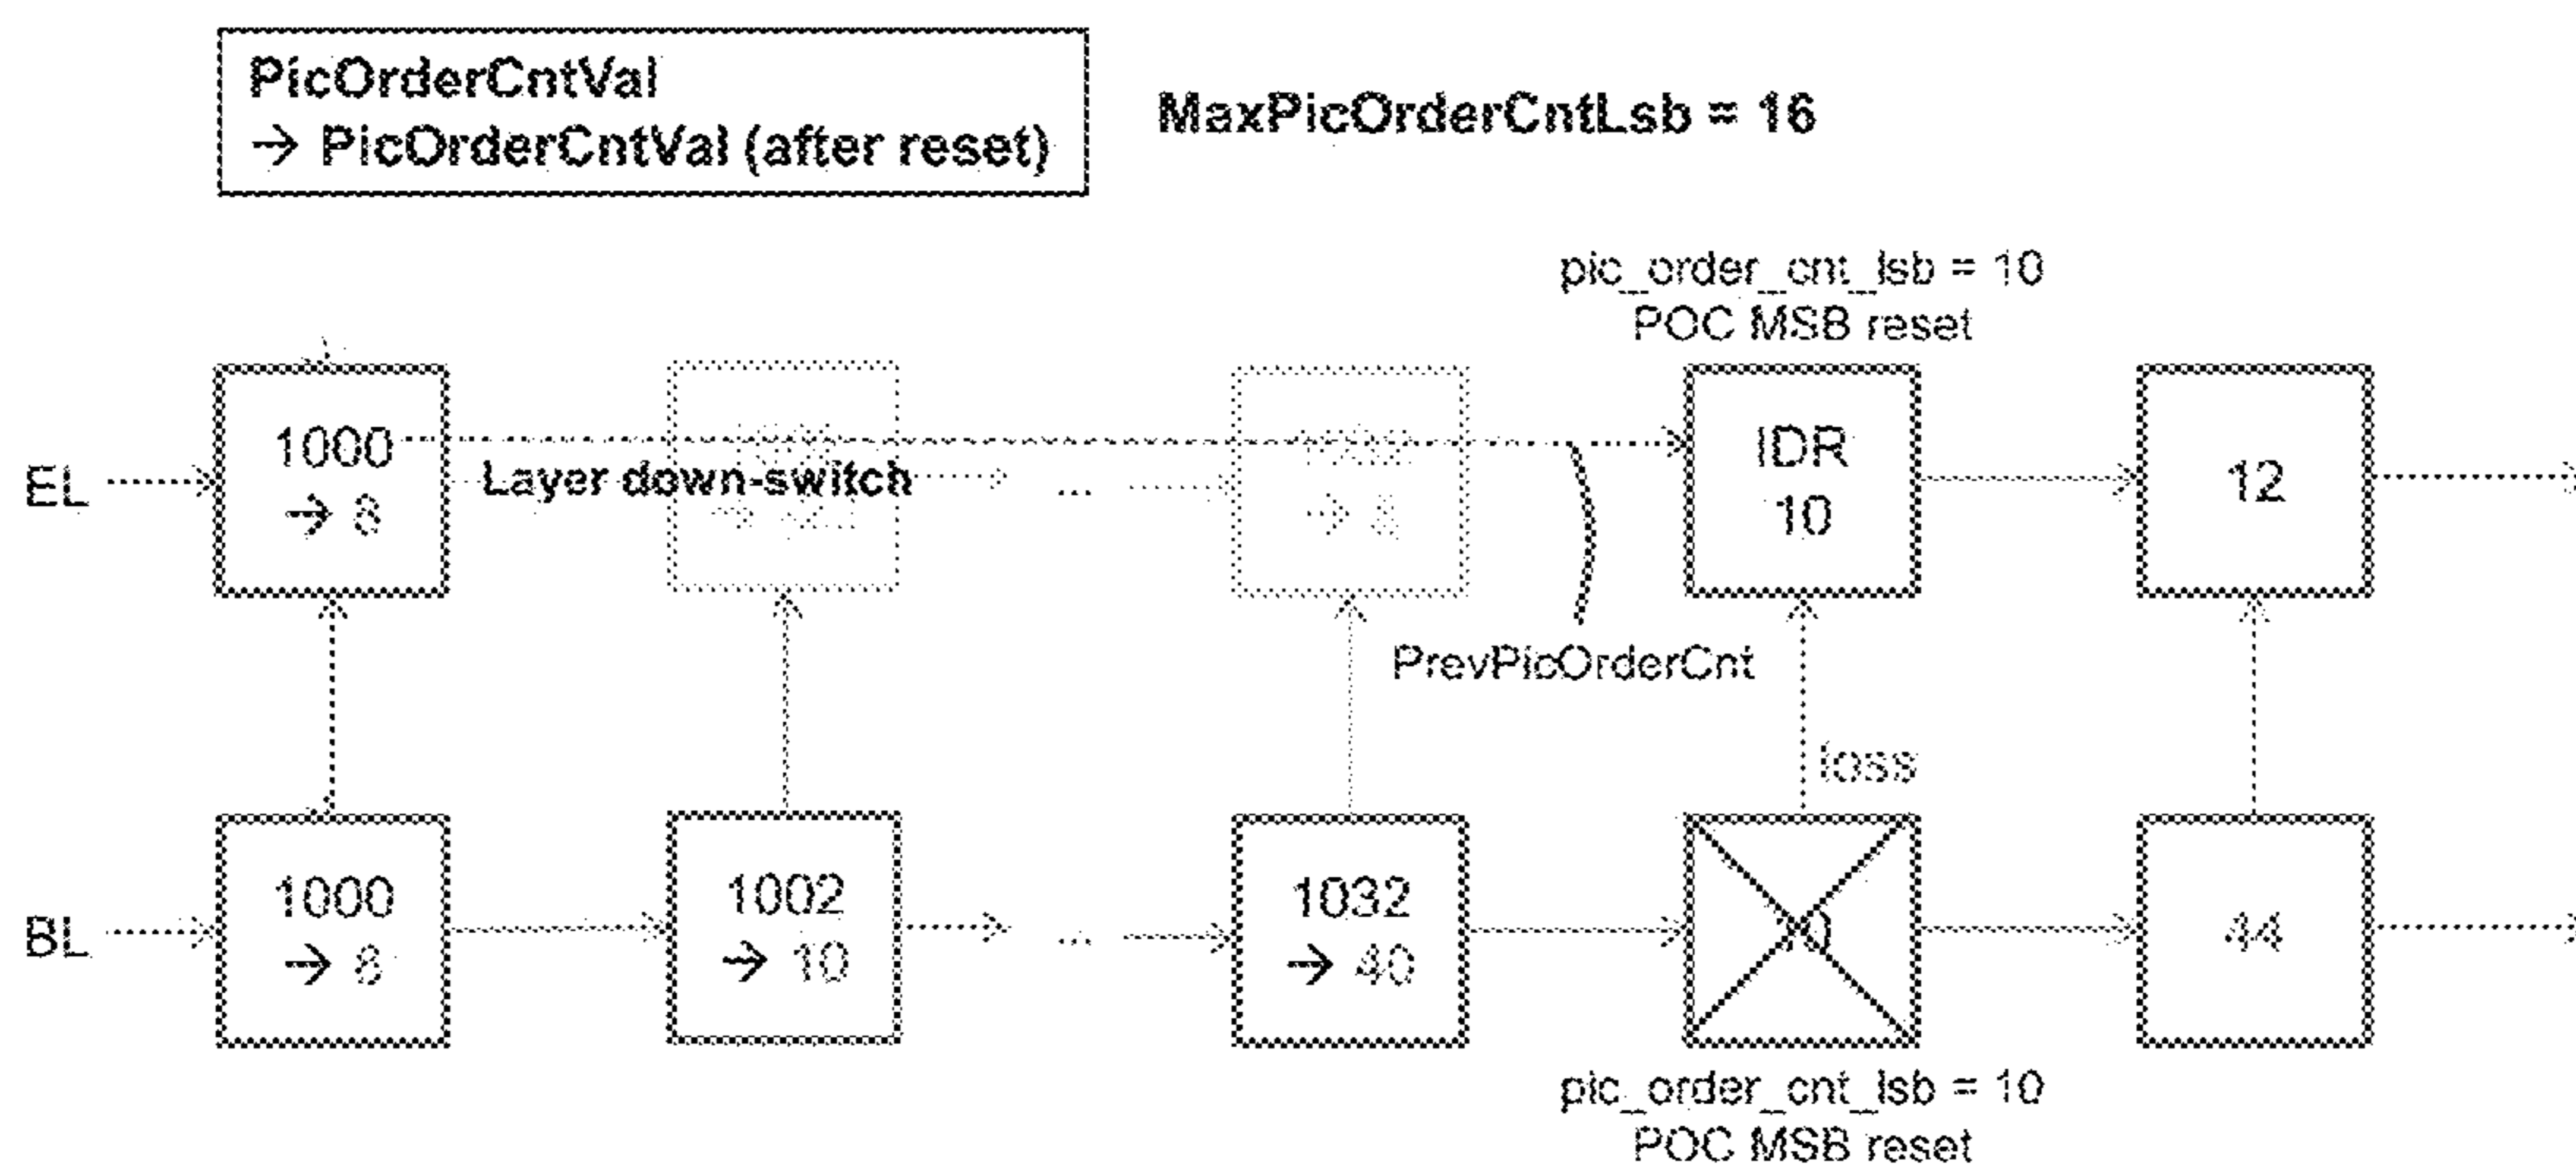 PicOrderCntVal
→ PicOrderCntVal (after reset)
MaxPicOrderCntLsb = 16
pic_order_cnt_lsb = 10
POC MSB reset
EL
1000
→ 8
Layer down-switch
...
→ 8
IDR
10
12
PrevPicOrderCnt
loss
BL
1000
→ 8
1002
→ 10
...
1032
→ 40
44
pic_order_cnt_lsb = 10
POC MSB reset